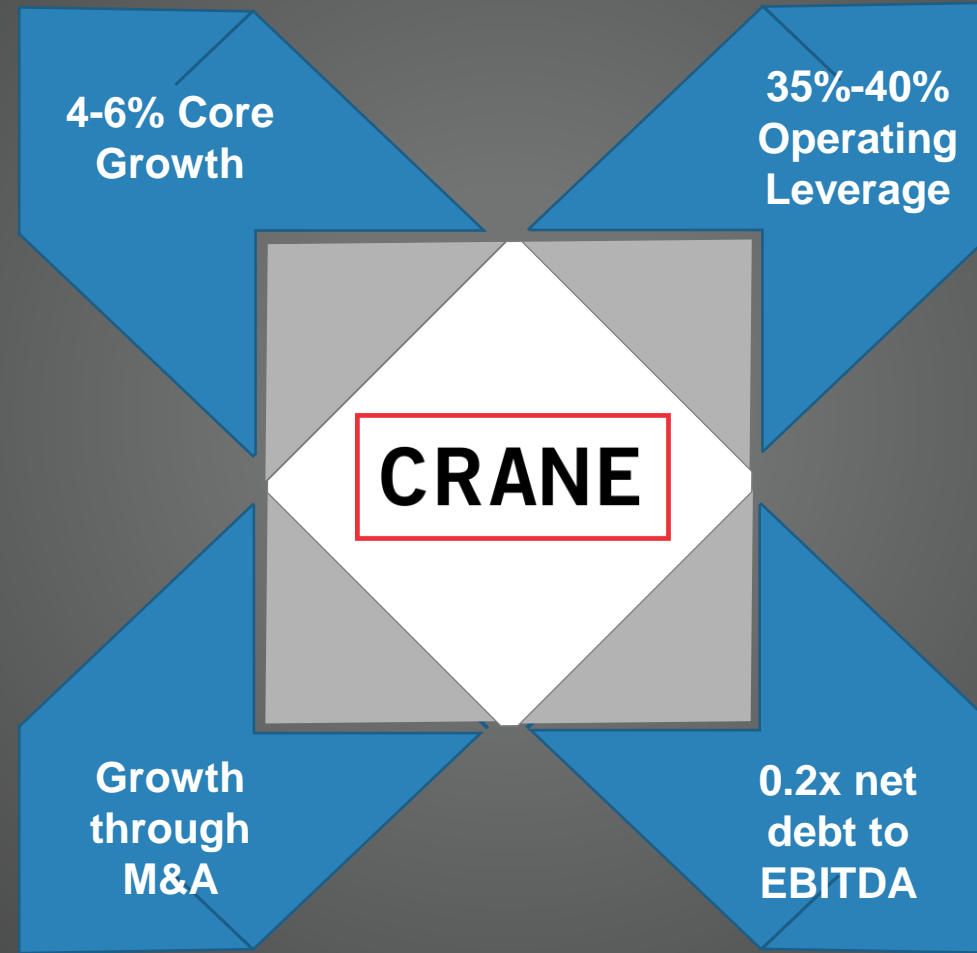 4-6% Core
Growth
35%-40%
Operating
Leverage
CRANE
Growth
through
M&A
0.2x net
debt to
EBITDA